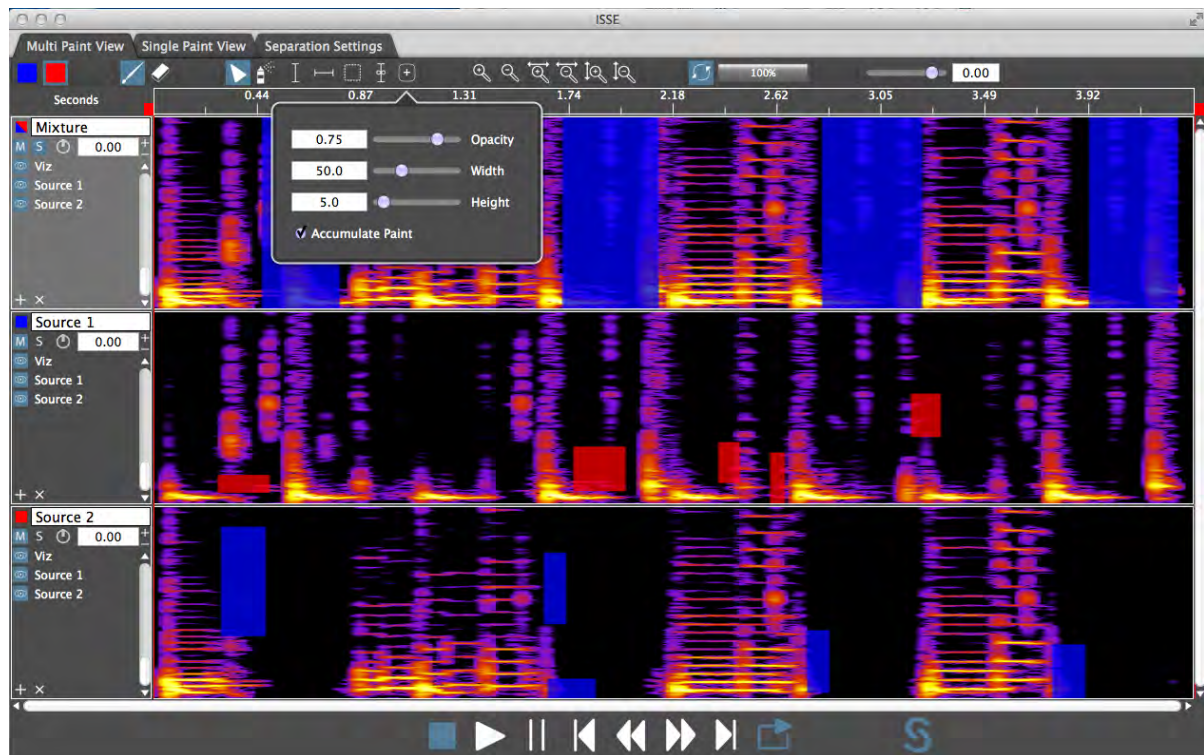 ISSE
Multi Paint View Single Paint View Separation Settings
100% 0.00
Seconds 0.44 0.87 1.31 1.74 2.18 2.62 3.05 3.49 3.92
Mixture
M S 0.00 + −
Viz
Source 1
Source 2
+ ×
0.75 Opacity
50.0 Width
5.0 Height
Accumulate Paint
Source 1
M S 0.00 + −
Viz
Source 1
Source 2
+ ×
Source 2
M S 0.00 + −
Viz
Source 1
Source 2
+ ×
S